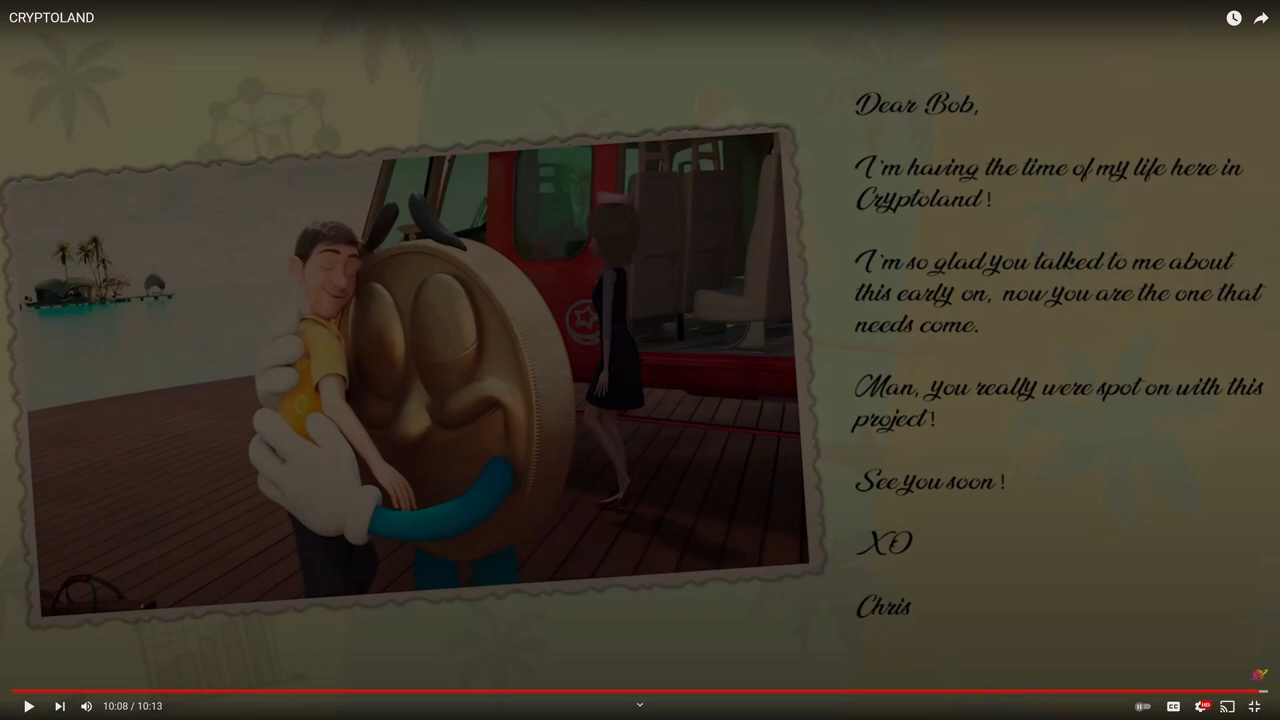 CRYPTOLAND
Dear Bob,
I'm having the time of my life here in
Cryptoland !
I'm so glad you talked to me about
this early on, now you are the one that
needs come.
Man, you really were spot on with this
project !
See you soon !
XO
Chris
10:08 / 10:13
CC
HD